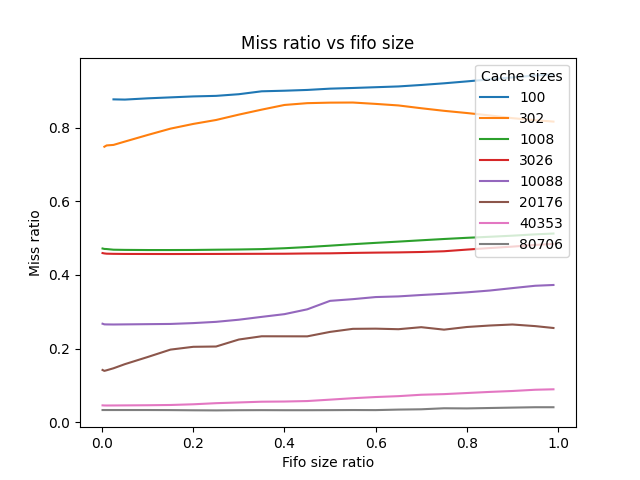 Miss ratio vs fifo size
Cache sizes
100
302
1008
3026
10088
20176
40353
80706
Miss ratio
0.8
0.6
0.4
0.2
0.0
0.0 0.2 0.4 0.6 0.8 1.0
Fifo size ratio